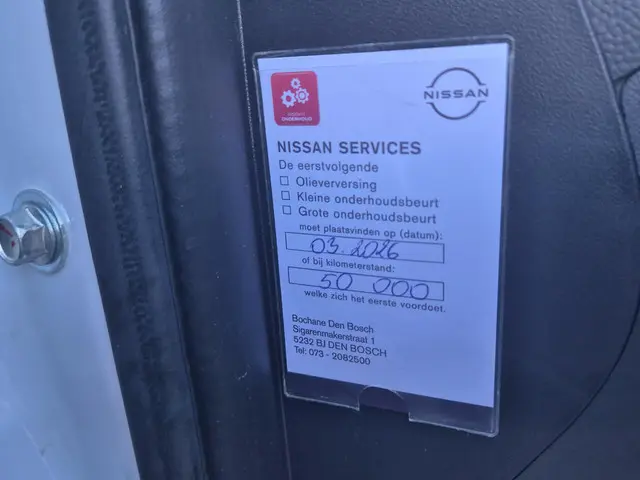 NISSAN
ONDERHOUD
NISSAN SERVICES
De eerstvolgende
Olieverversing
Kleine onderhoudsbeurt
Grote onderhoudsbeurt
moet plaatsvinden op (datum):
03.2026
of bij kilometerstand:
50 000
welke zich het eerste voordoet.
Bochane Den Bosch
Sigarenmakerstraat 1
5232 BJ DEN BOSCH
Tel: 073 - 2082500